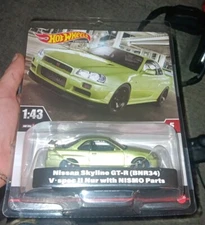 Hot Wheels
1:43
Nissan Skyline GT-R (BNR34)
V·spec II Nur with NISMO Parts